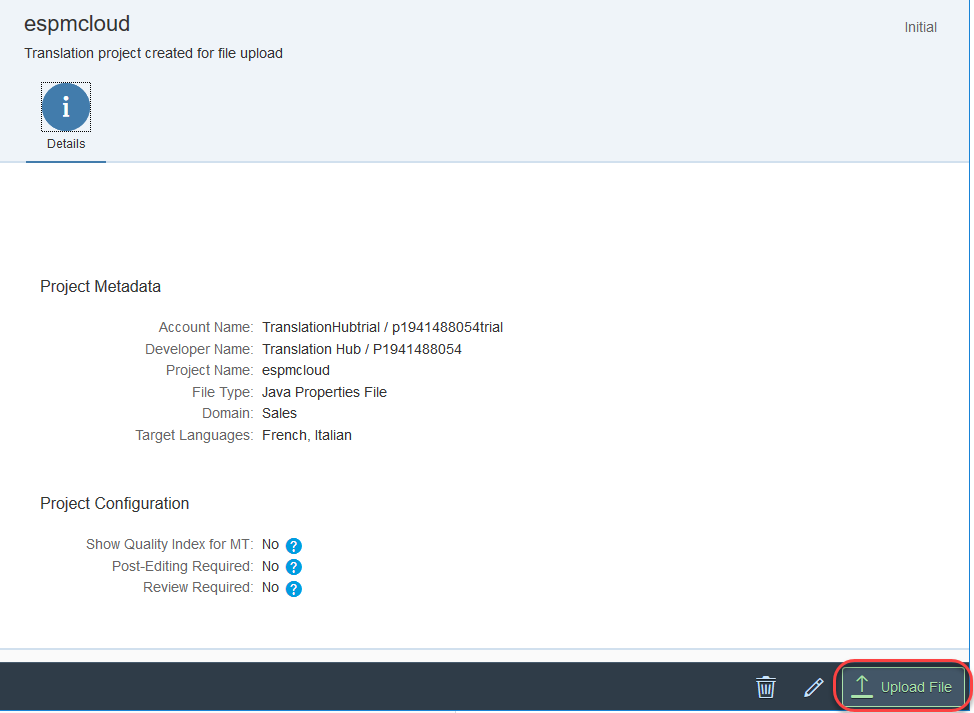 espmcloud
Initial
Translation project created for file upload
i
Details
Project Metadata
Account Name: TranslationHubtrial / p1941488054trial
Developer Name: Translation Hub / P1941488054
Project Name: espmcloud
File Type: Java Properties File
Domain: Sales
Target Languages: French, Italian
Project Configuration
Show Quality Index for MT: No ?
Post-Editing Required: No ?
Review Required: No ?
Upload File